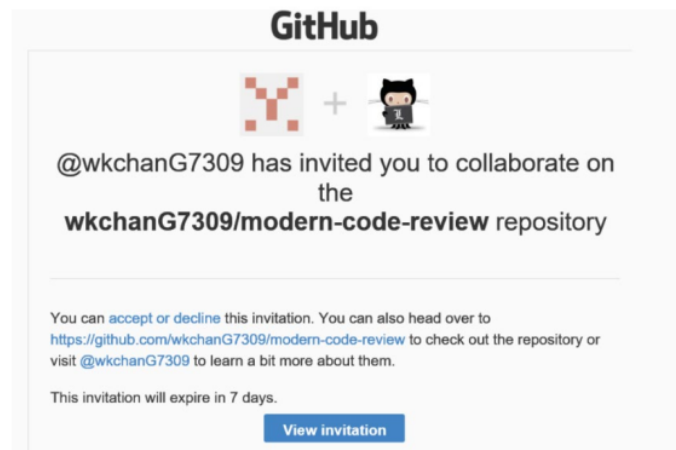 GitHub
@wkchanG7309 has invited you to collaborate on
the
wkchanG7309/modern-code-review repository
You can accept or decline this invitation. You can also head over to
https://github.com/wkchanG7309/modern-code-review to check out the repository or
visit @wkchanG7309 to learn a bit more about them.
This invitation will expire in 7 days.
View invitation